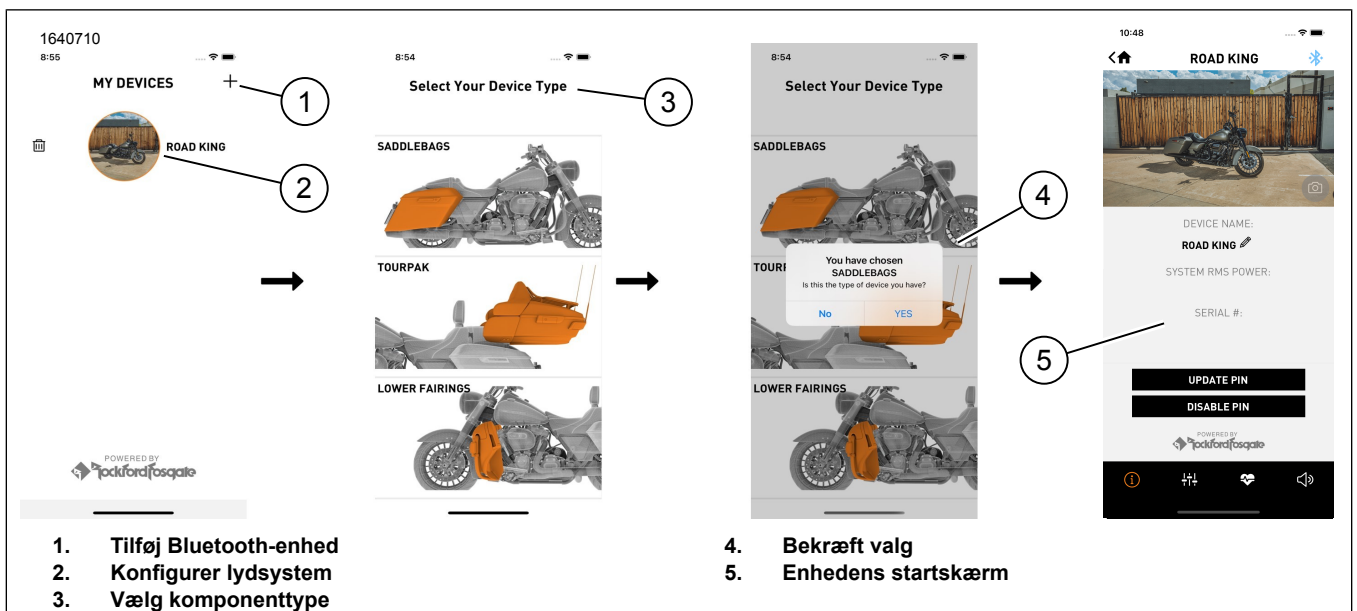 1640710
8:55
MY DEVICES
1
ROAD KING
2
POWERED BY
Rockford Fosgate
8:54
Select Your Device Type
3
SADDLEBAGS
TOURPAK
LOWER FAIRINGS
8:54
Select Your Device Type
SADDLEBAGS
4
TOURP
You have chosen
SADDLEBAGS
Is this the type of device you have?
No YES
LOWER FAIRINGS
10:48
ROAD KING
DEVICE NAME:
ROAD KING
SYSTEM RMS POWER:
SERIAL #:
5
UPDATE PIN
DISABLE PIN
POWERED BY
Rockford Fosgate
1. Tilføj Bluetooth-enhed
2. Konfigurer lydsystem
3. Vælg komponenttype
4. Bekræft valg
5. Enhedens startskærm